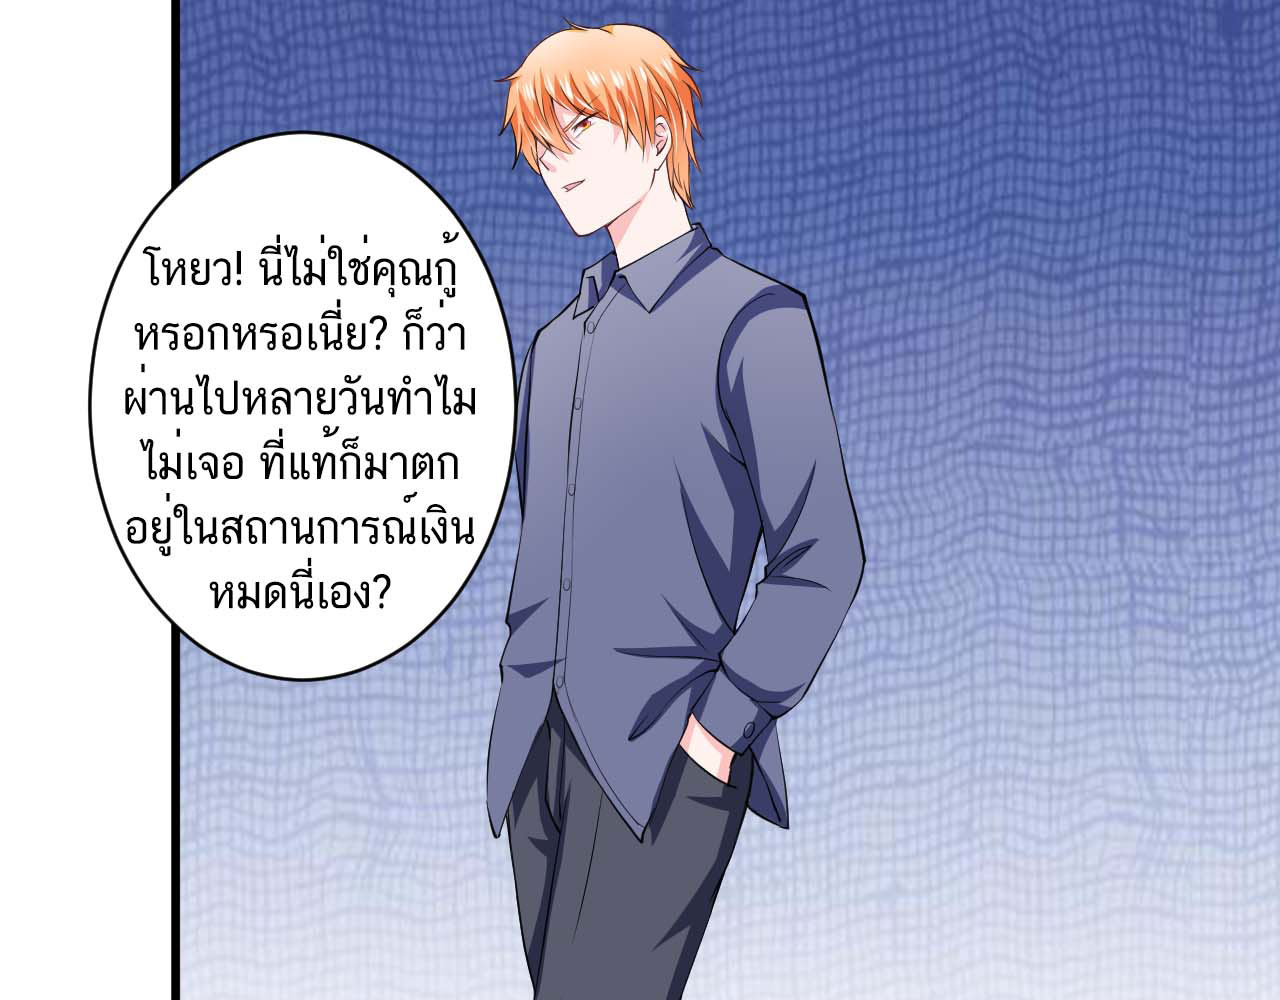 โหยว! นี่ไม่ใช่คุณกู้
หรอกหรอเนี่ย? ก็ว่า
ผ่านไปหลายวันทำไม
ไม่เจอ ที่แท้ก็มาตก
อยู่ในสถานการณ์เงิน
หมดนี่เอง?